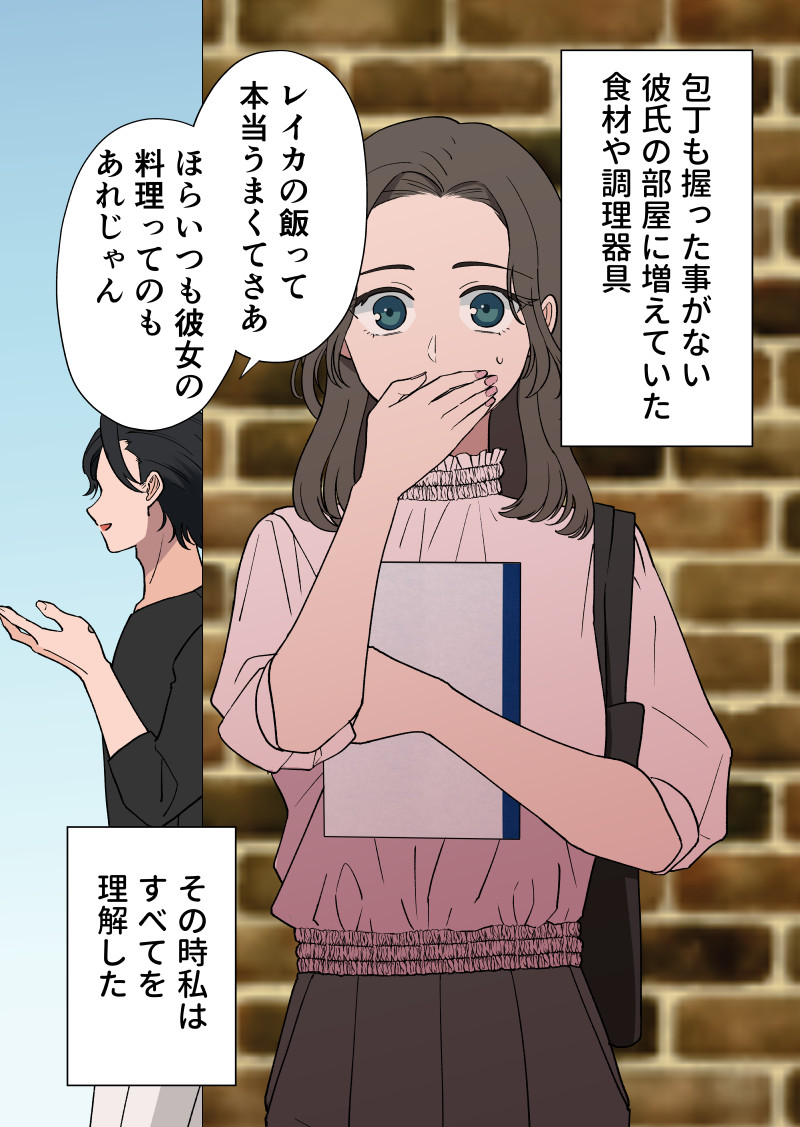 包丁も握った事がない
彼氏の部屋に増えていた
食材や調理器具
レイカの飯って
本当うまくてさあ
ほらいつも彼女の
料理ってのも
あれじゃん
その時私は
すべてを
理解した